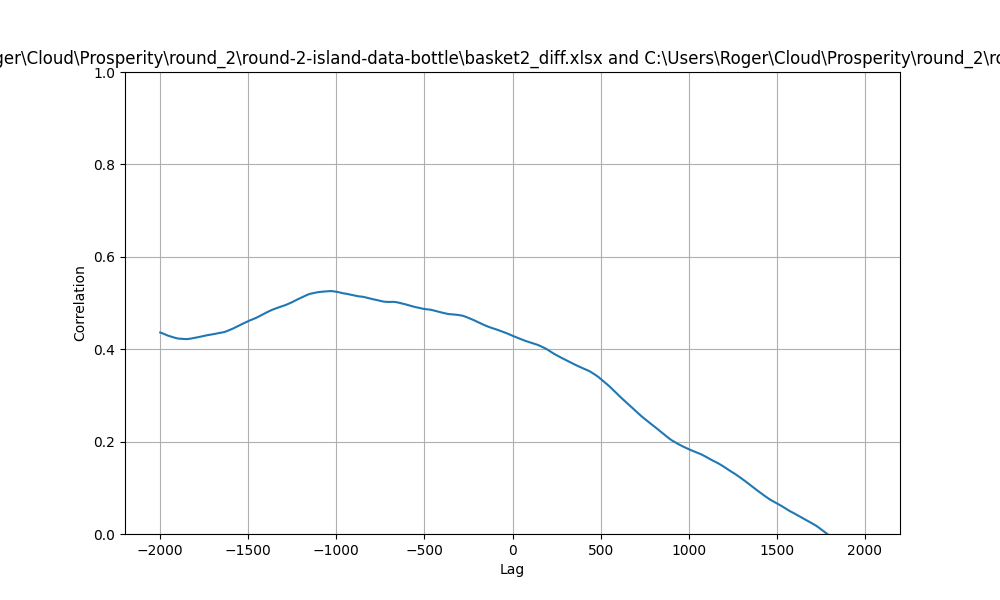 ger\Cloud\Prosperity\round_2\round-2-island-data-bottle\basket2_diff.xlsx and C:\Users\Roger\Cloud\Prosperity\round_2\ro
1.0
0.8
0.6
0.4
0.2
0.0
Correlation
−2000 −1500 −1000 −500 0 500 1000 1500 2000
Lag